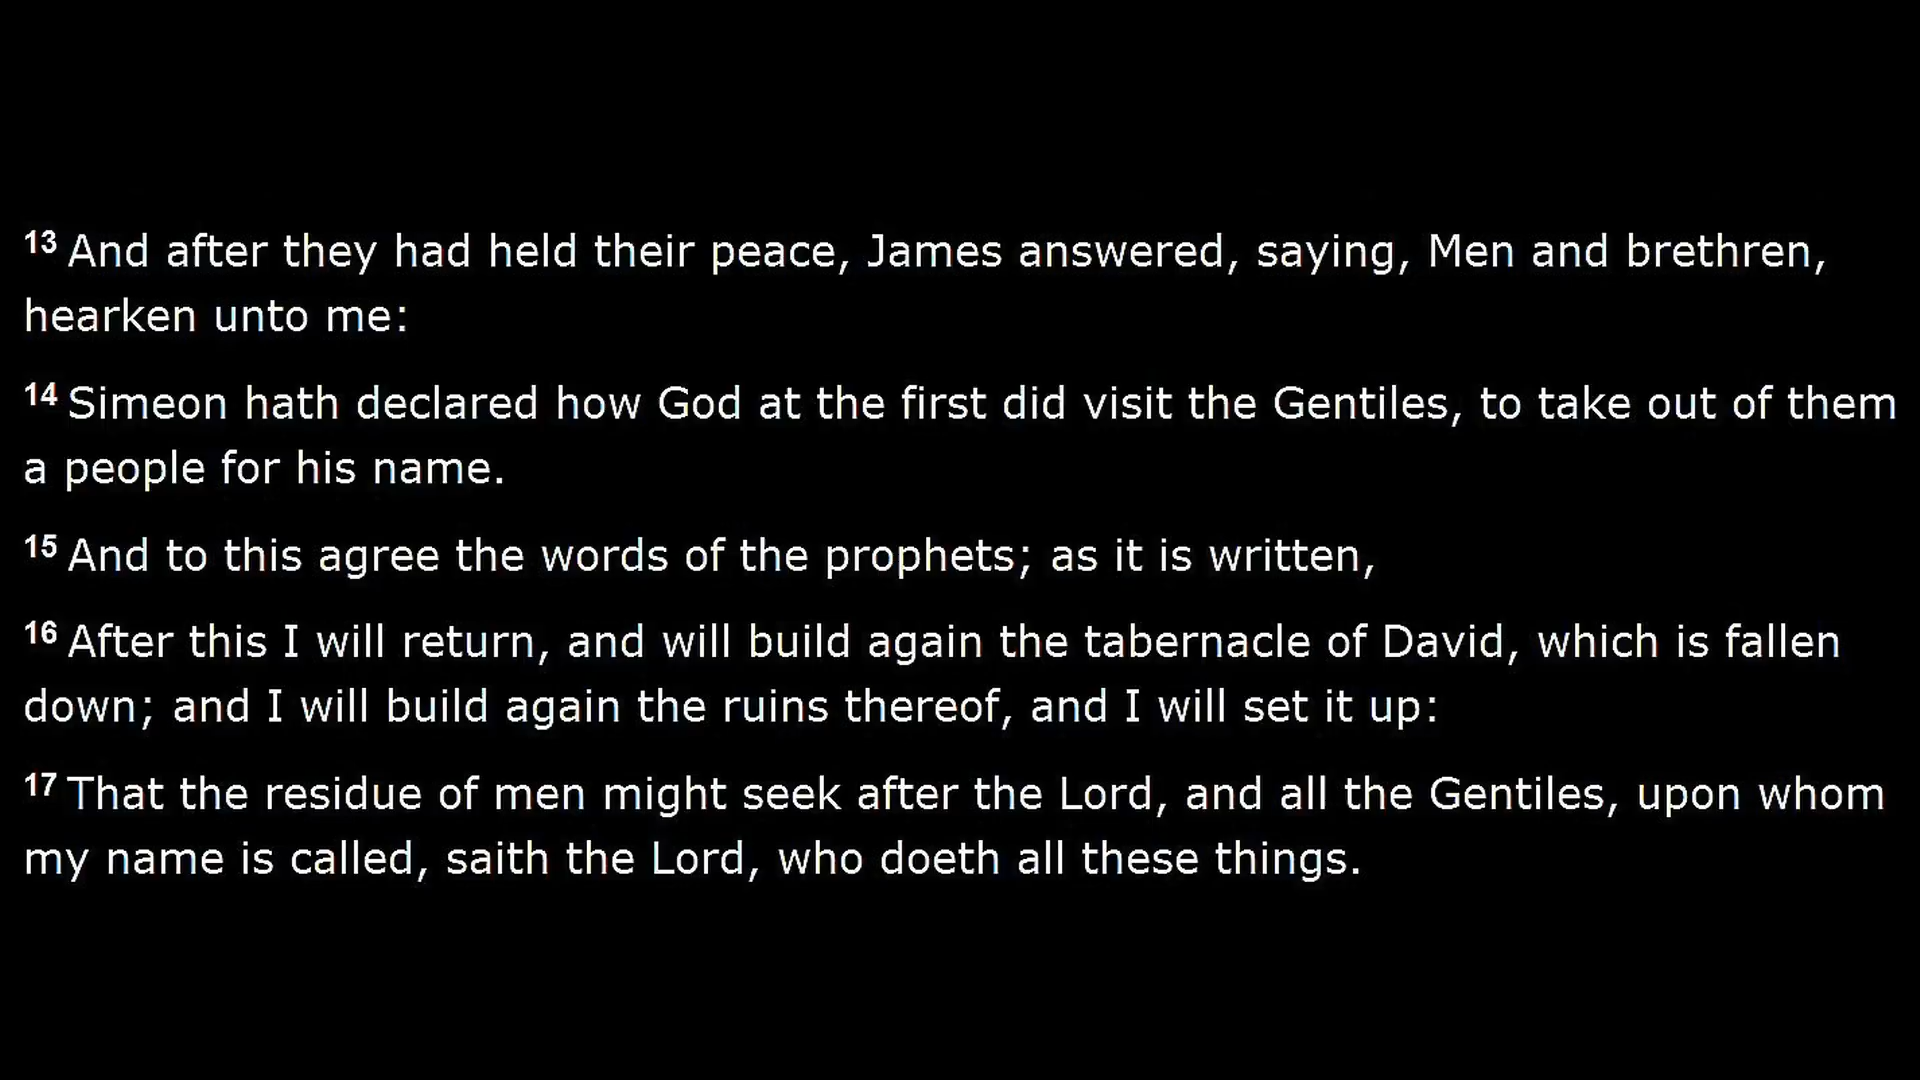 13 And after they had held their peace, James answered, saying, Men and brethren,
hearken unto me:
14 Simeon hath declared how God at the first did visit the Gentiles, to take out of them
a people for his name.
15 And to this agree the words of the prophets; as it is written,
16 After this I will return, and will build again the tabernacle of David, which is fallen
down; and I will build again the ruins thereof, and I will set it up:
17 That the residue of men might seek after the Lord, and all the Gentiles, upon whom
my name is called, saith the Lord, who doeth all these things.